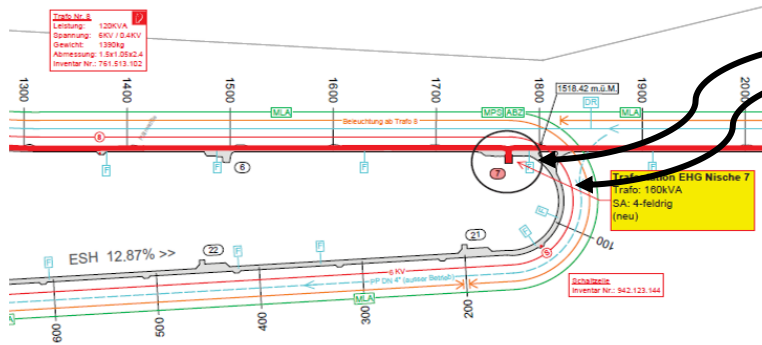 Trafo Nr. 8
Leistung: 120KVA
Spannung: 6KV / 0.4KV
Gewicht: 1390kg
Abmessung: 1.5x1.05x2.4
Inventar Nr.: 761.513.102
1300
1400
1500
1600
1700
1800
1900
2000
1518.42 m.ü.M.
MLA
MPS
ABZ
DR
MLA
Beleuchtung ab Trafo 8
8
F
F
F
F
F
6
7
Trafostation EHG Nische 7
Trafo: 160kVA
SA: 4-feldrig
(neu)
ESH 12.87% >>
22
21
F
F
F
F
100
6 KV
PP DN 4" (ausser Betrieb)
MLA
Schaltzelle
Inventar Nr.: 942.123.144
600
500
400
300
200